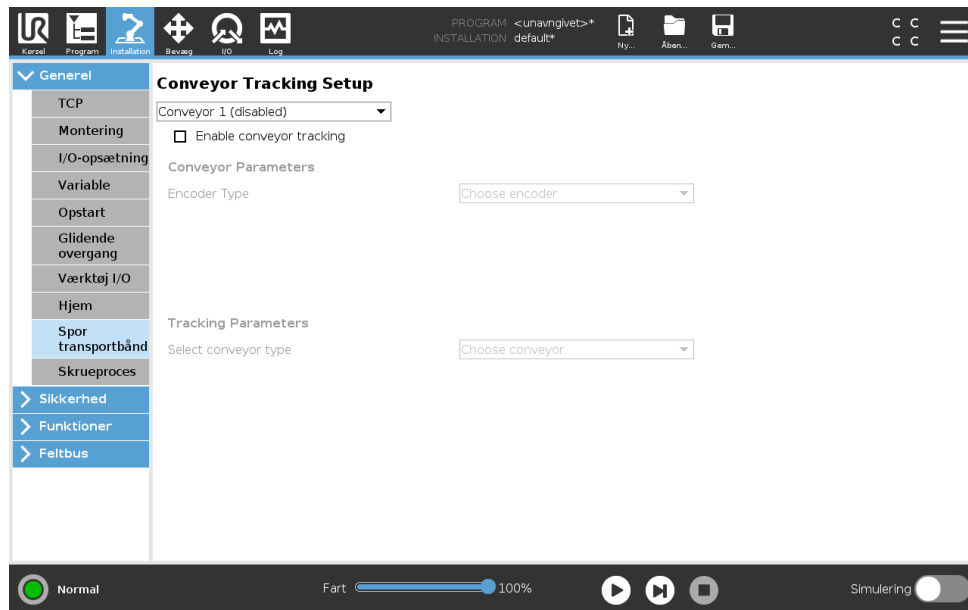 PROGRAM <unavngivet>*
INSTALLATION default*
C C
C C
Kørsel Program Installation Bevæg I/O Log Ny... Åben... Gem...
Generel
TCP
Montering
I/O-opsætning
Variable
Opstart
Glidende
overgang
Værktøj I/O
Hjem
Spor
transportbånd
Skrueproces
Sikkerhed
Funktioner
Feltbus
Conveyor Tracking Setup
Conveyor 1 (disabled)
Enable conveyor tracking
Conveyor Parameters
Encoder Type Choose encoder
Tracking Parameters
Select conveyor type Choose conveyor
Normal Fart 100% Simulering